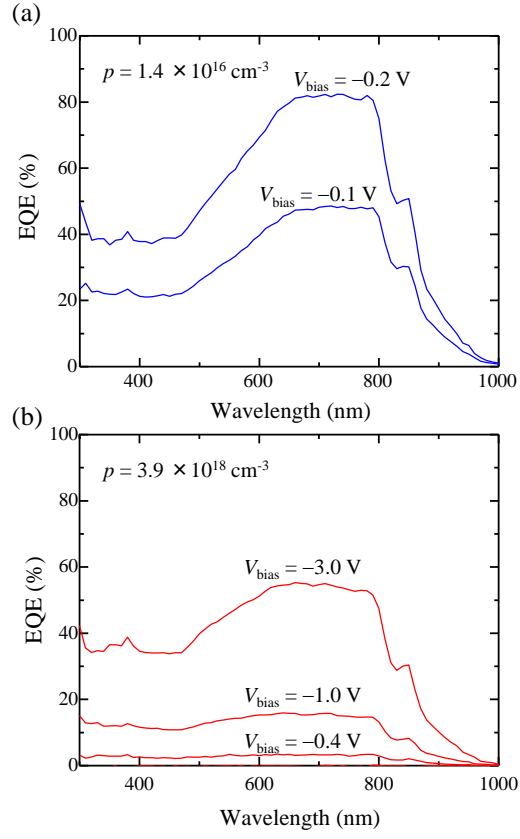 (a)
100
p = 1.4 × 10¹⁶ cm⁻³
V_bias = −0.2 V
80
60
V_bias = −0.1 V
40
20
0
EQE (%)
400 600 800 1000
Wavelength (nm)
(b)
100
p = 3.9 × 10¹⁸ cm⁻³
80
60
V_bias = −3.0 V
40
20
V_bias = −1.0 V
V_bias = −0.4 V
0
EQE (%)
400 600 800 1000
Wavelength (nm)